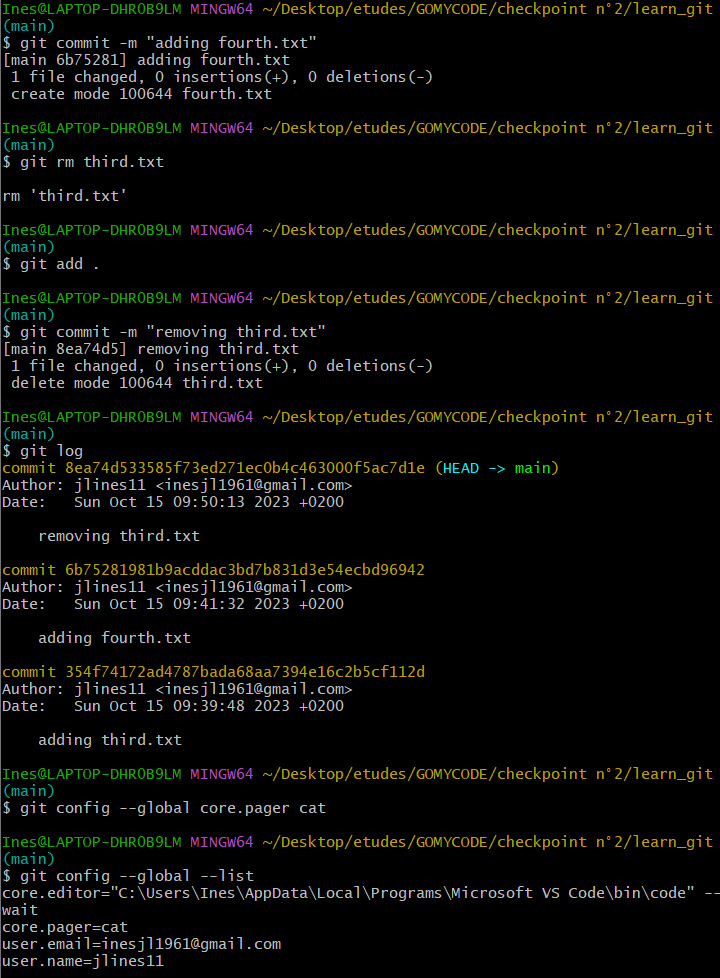 Ines@LAPTOP-DHR0B9LM MINGW64 ~/Desktop/etudes/GOMYCODE/checkpoint n°2/learn_git
(main)
$ git commit -m "adding fourth.txt"
[main 6b75281] adding fourth.txt
 1 file changed, 0 insertions(+), 0 deletions(-)
 create mode 100644 fourth.txt

Ines@LAPTOP-DHR0B9LM MINGW64 ~/Desktop/etudes/GOMYCODE/checkpoint n°2/learn_git
(main)
$ git rm third.txt

rm 'third.txt'

Ines@LAPTOP-DHR0B9LM MINGW64 ~/Desktop/etudes/GOMYCODE/checkpoint n°2/learn_git
(main)
$ git add .

Ines@LAPTOP-DHR0B9LM MINGW64 ~/Desktop/etudes/GOMYCODE/checkpoint n°2/learn_git
(main)
$ git commit -m "removing third.txt"
[main 8ea74d5] removing third.txt
 1 file changed, 0 insertions(+), 0 deletions(-)
 delete mode 100644 third.txt

Ines@LAPTOP-DHR0B9LM MINGW64 ~/Desktop/etudes/GOMYCODE/checkpoint n°2/learn_git
(main)
$ git log
commit 8ea74d533585f73ed271ec0b4c463000f5ac7d1e (HEAD -> main)
Author: jlines11 <inesjl1961@gmail.com>
Date:   Sun Oct 15 09:50:13 2023 +0200

    removing third.txt

commit 6b75281981b9acddac3bd7b831d3e54ecbd96942
Author: jlines11 <inesjl1961@gmail.com>
Date:   Sun Oct 15 09:41:32 2023 +0200

    adding fourth.txt

commit 354f74172ad4787bada68aa7394e16c2b5cf112d
Author: jlines11 <inesjl1961@gmail.com>
Date:   Sun Oct 15 09:39:48 2023 +0200

    adding third.txt

Ines@LAPTOP-DHR0B9LM MINGW64 ~/Desktop/etudes/GOMYCODE/checkpoint n°2/learn_git
(main)
$ git config --global core.pager cat

Ines@LAPTOP-DHR0B9LM MINGW64 ~/Desktop/etudes/GOMYCODE/checkpoint n°2/learn_git
(main)
$ git config --global --list
core.editor="C:\Users\Ines\AppData\Local\Programs\Microsoft VS Code\bin\code" --
wait
core.pager=cat
user.email=inesjl1961@gmail.com
user.name=jlines11